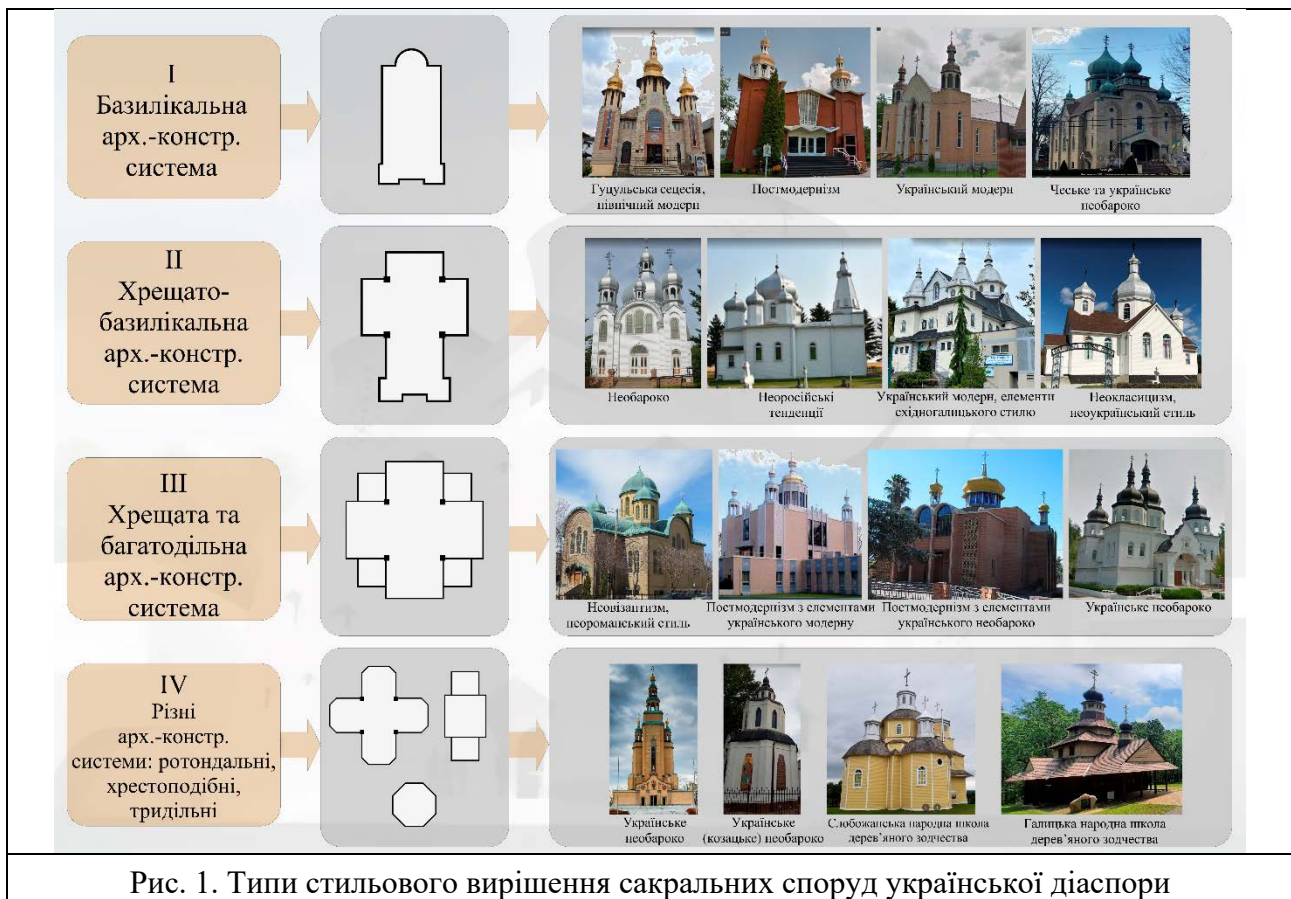 I
Базилікальна
арх.-констр.
система
Гуцульська сецесія,
північний модерн
Постмодернізм
Український модерн
Чеське та українське
необароко
II
Хрещато-
базилікальна
арх.-констр.
система
Необароко
Неоросійські
тенденції
Український модерн, елементи
східногалицького стилю
Неокласицизм,
неоукраїнський стиль
III
Хрещата та
багатодільна
арх.-констр.
система
Неовізантизм,
неороманський стиль
Постмодернізм з елементами
українського модерну
Постмодернізм з елементами
українського необароко
Українське необароко
IV
Різні
арх.-констр.
системи: ротондальні,
хрестоподібні,
тридільні
Українське
необароко
Українське
(козацьке) необароко
Слобожанська народна школа
дерев’яного зодчества
Галицька народна школа
дерев’яного зодчества
Рис. 1. Типи стильового вирішення сакральних споруд української діаспори